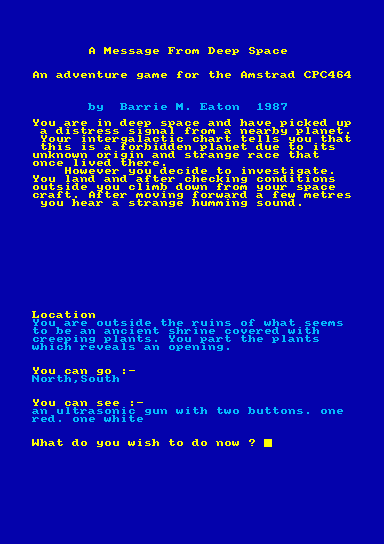 A Message From Deep Space
An adventure game for the Amstrad CPC464
by Barrie M. Eaton 1987
You are in deep space and have picked up
a distress signal from a nearby planet.
Your intergalactic chart tells you that
this is a forbidden planet due to its
unknown origin and strange race that
once lived there.
However you decide to investigate.
You land and after checking conditions
outside you climb down from your space
craft. After moving forward a few metres
you hear a strange humming sound.
Location
You are outside the ruins of what seems
to be an ancient shrine covered with
creeping plants. You part the plants
which reveals an opening.
You can go :-
North,South
You can see :-
an ultrasonic gun with two buttons. one
red. one white
What do you wish to do now ?